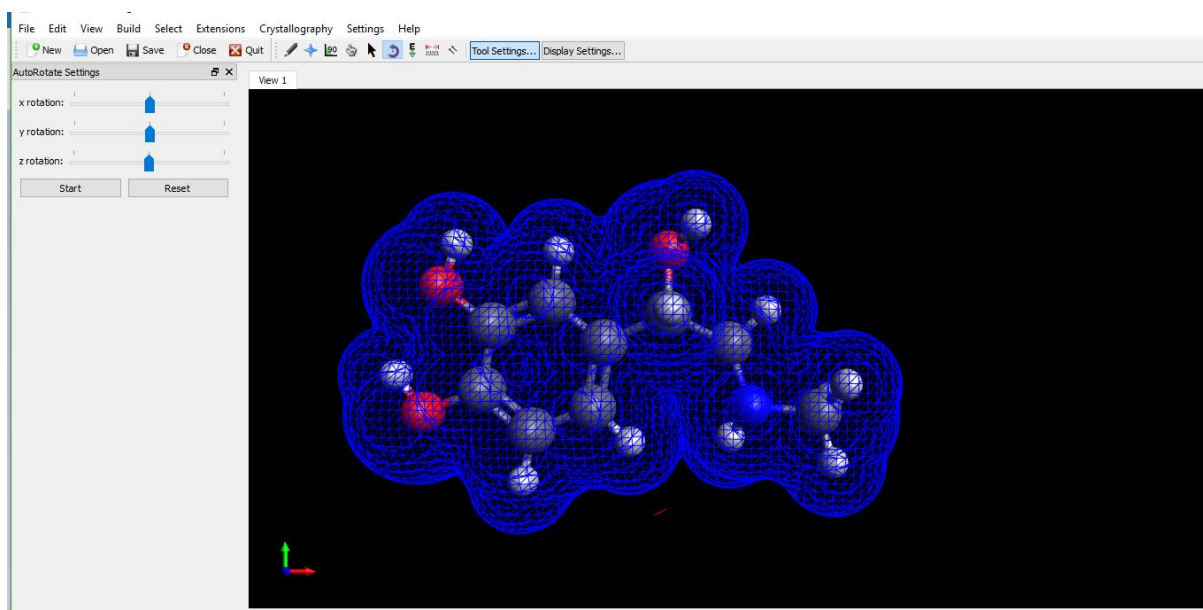 File Edit View Build Select Extensions Crystallography Settings Help
New Open Save Close Quit 90 E Tool Settings... Display Settings...
AutoRotate Settings
View 1
x rotation:
y rotation:
z rotation:
Start Reset